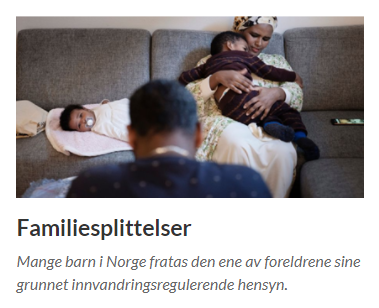 Familiesplittelser
Mange barn i Norge fratas den ene av foreldrene sine
grunnet innvandringsregulerende hensyn.